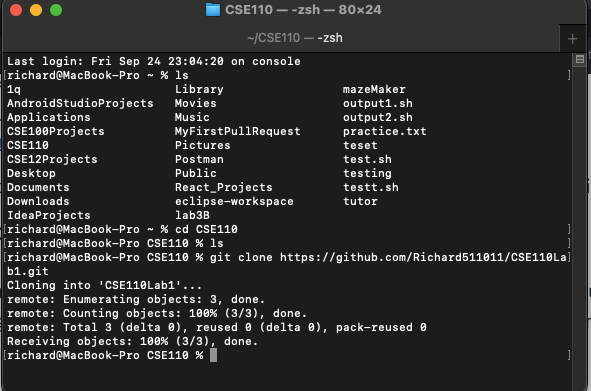 CSE110 — -zsh — 80×24
~/CSE110 — -zsh
+
Last login: Fri Sep 24 23:04:20 on console
[richard@MacBook-Pro ~ % ls ]
1q Library mazeMaker
AndroidStudioProjects Movies output1.sh
Applications Music output2.sh
CSE100Projects MyFirstPullRequest practice.txt
CSE110 Pictures teset
CSE12Projects Postman test.sh
Desktop Public testing
Documents React_Projects testt.sh
Downloads eclipse-workspace tutor
IdeaProjects lab3B
[richard@MacBook-Pro ~ % cd CSE110 ]
[richard@MacBook-Pro CSE110 % ls ]
[richard@MacBook-Pro CSE110 % git clone https://github.com/Richard511011/CSE110La]
b1.git
Cloning into 'CSE110Lab1'...
remote: Enumerating objects: 3, done.
remote: Counting objects: 100% (3/3), done.
remote: Total 3 (delta 0), reused 0 (delta 0), pack-reused 0
Receiving objects: 100% (3/3), done.
richard@MacBook-Pro CSE110 %